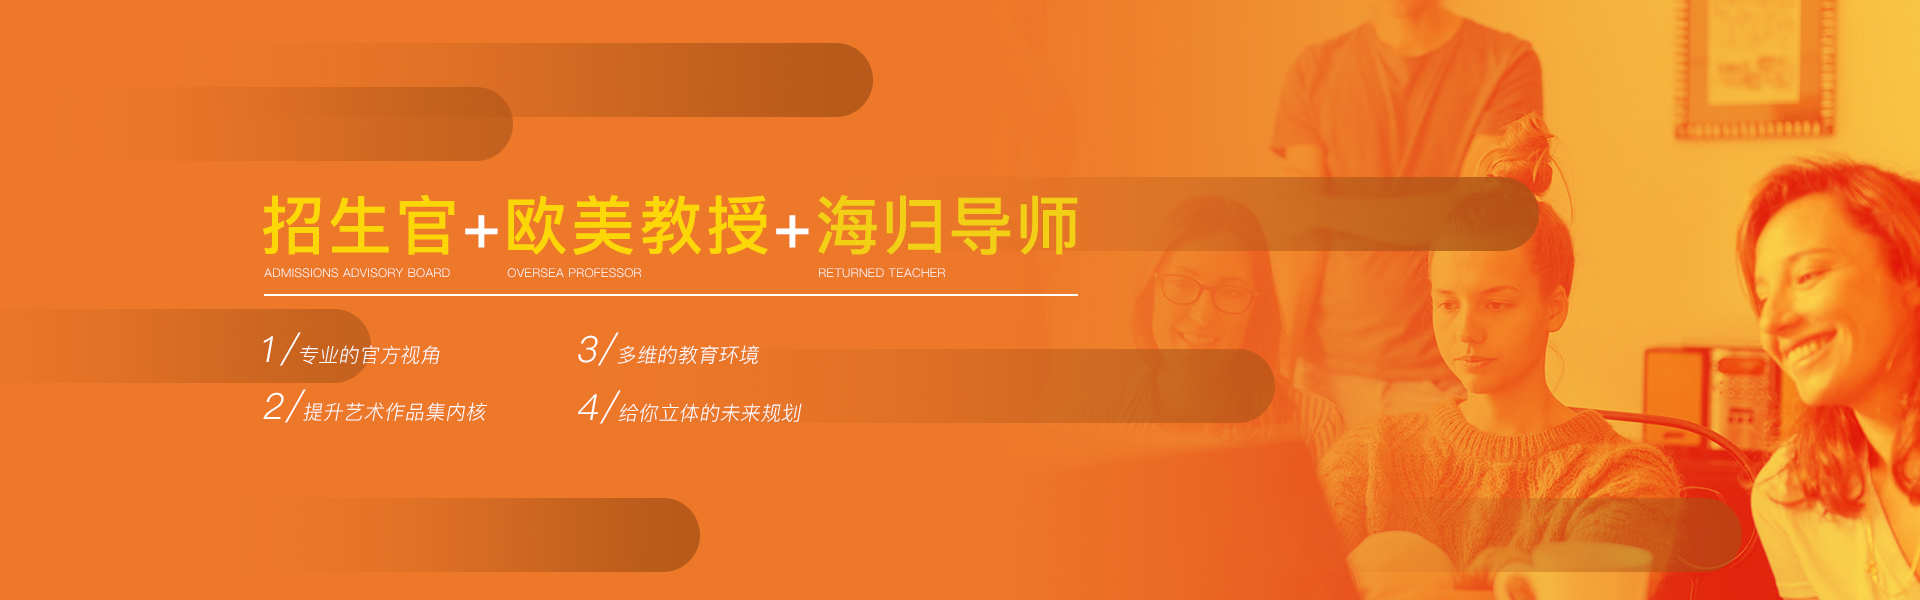 招生官+欧美教授+海归导师
ADMISSIONS ADVISORY BOARD OVERSEA PROFESSOR RETURNED TEACHER
1/专业的官方视角
2/提升艺术作品集内核
3/多维的教育环境
4/给你立体的未来规划